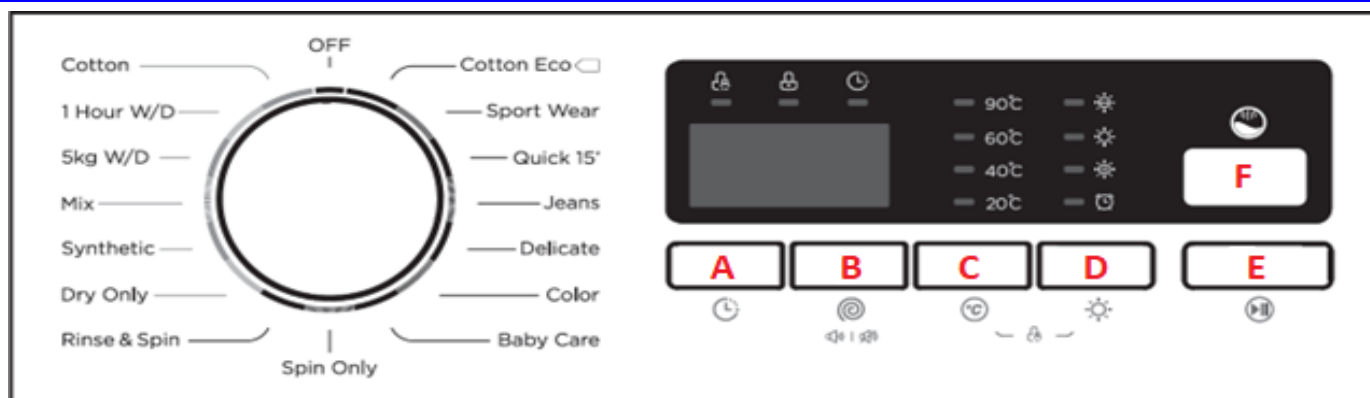 OFF
Cotton
1 Hour W/D
5kg W/D
Mix
Synthetic
Dry Only
Rinse & Spin
Spin Only
Cotton Eco
Sport Wear
Quick 15'
Jeans
Delicate
Color
Baby Care
90℃
60℃
40℃
20℃
F
A B C D E
℃